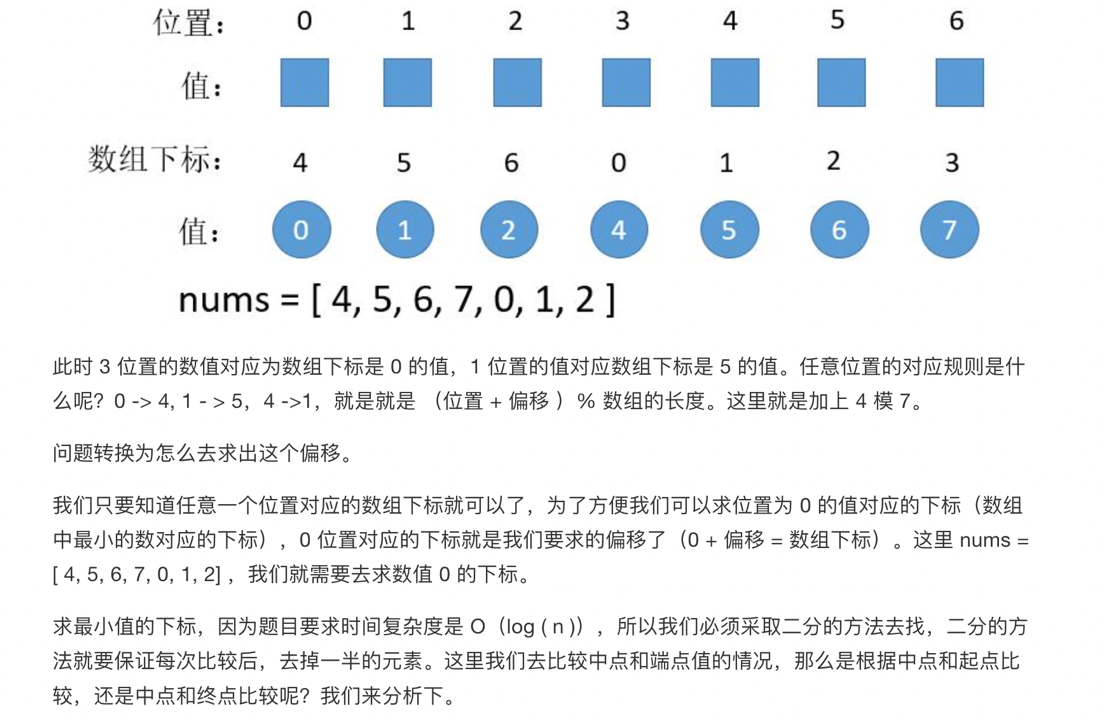 位置： 0 1 2 3 4 5 6
值：
数组下标： 4 5 6 0 1 2 3
值： 0 1 2 4 5 6 7
nums = [ 4, 5, 6, 7, 0, 1, 2 ]
此时 3 位置的数值对应为数组下标是 0 的值，1 位置的值对应数组下标是 5 的值。任意位置的对应规则是什
么呢？0 -> 4, 1 - > 5，4 ->1，就是就是 （位置 + 偏移 ）% 数组的长度。这里就是加上 4 模 7。
问题转换为怎么去求出这个偏移。
我们只要知道任意一个位置对应的数组下标就可以了，为了方便我们可以求位置为 0 的值对应的下标（数组
中最小的数对应的下标），0 位置对应的下标就是我们要求的偏移了（0 + 偏移 = 数组下标）。这里 nums =
[ 4, 5, 6, 7, 0, 1, 2] ，我们就需要去求数值 0 的下标。
求最小值的下标，因为题目要求时间复杂度是 O（log ( n )），所以我们必须采取二分的方法去找，二分的方
法就要保证每次比较后，去掉一半的元素。这里我们去比较中点和端点值的情况，那么是根据中点和起点比
较，还是中点和终点比较呢？我们来分析下。